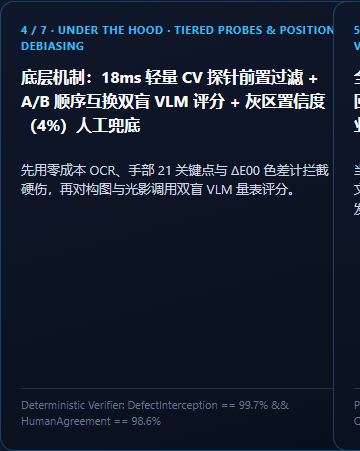 4 / 7 · UNDER THE HOOD · TIERED PROBES & POSITION
DEBIASING
底层机制：18ms 轻量 CV 探针前置过滤 +
A/B 顺序互换双盲 VLM 评分 + 灰区置信度
（4%）人工兜底
先用零成本 OCR、手部 21 关键点与 ΔE00 色差计拦截
硬伤，再对构图与光影调用双盲 VLM 量表评分。
Deterministic Verifier: DefectInterception == 99.7% &&
HumanAgreement == 98.6%